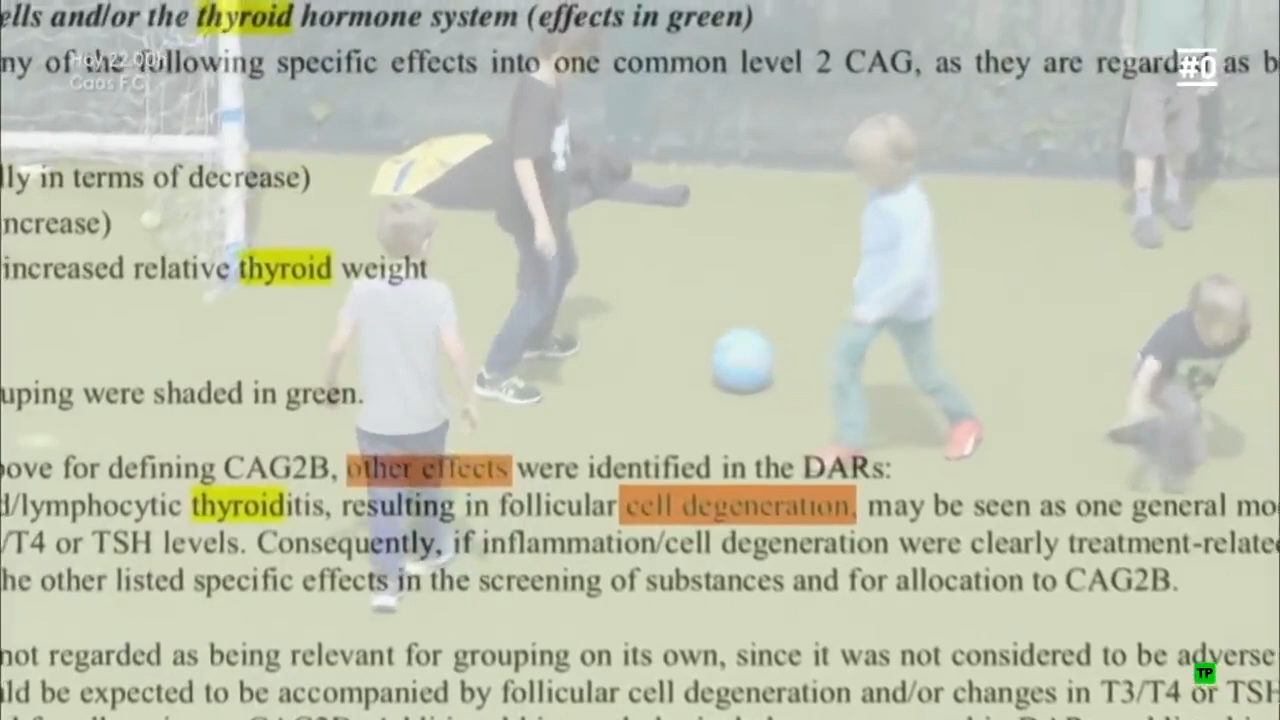 ells and/or the thyroid hormone system (effects in green)
Hoy 22.00h
Caos F.C.
ny of the following specific effects into one common level 2 CAG, as they are regarded as b
#0
lly in terms of decrease)
ncrease)
increased relative thyroid weight
uping were shaded in green.
ove for defining CAG2B, other effects were identified in the DARs:
d/lymphocytic thyroiditis, resulting in follicular cell degeneration, may be seen as one general mo
/T4 or TSH levels. Consequently, if inflammation/cell degeneration were clearly treatment-relate
he other listed specific effects in the screening of substances and for allocation to CAG2B.
not regarded as being relevant for grouping on its own, since it was not considered to be adverse
ld be expected to be accompanied by follicular cell degeneration and/or changes in T3/T4 or TSH
TP